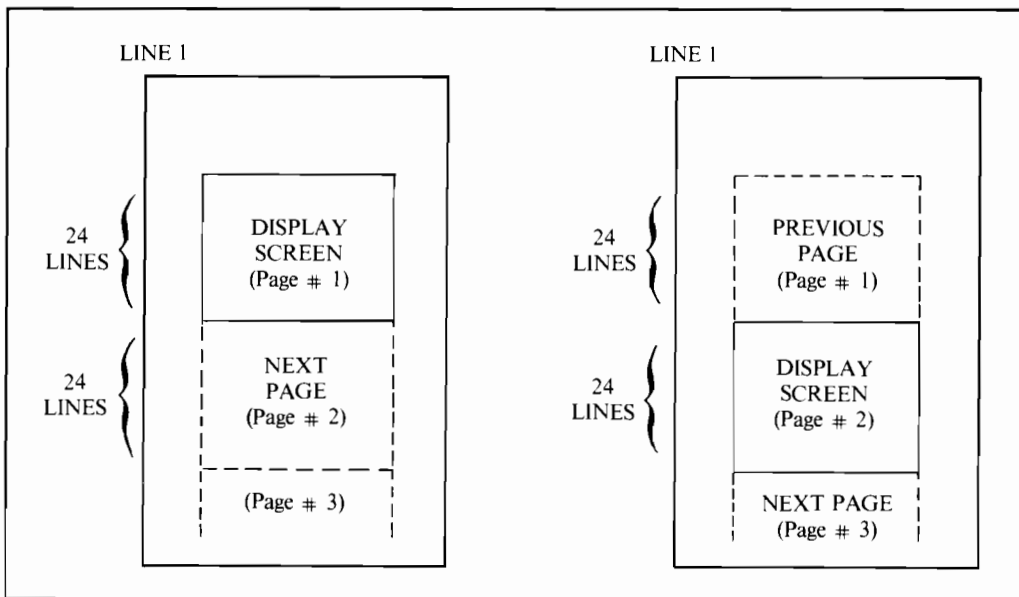 LINE 1
24
LINES
DISPLAY
SCREEN
(Page # 1)
24
LINES
NEXT
PAGE
(Page # 2)
(Page # 3)
LINE 1
24
LINES
PREVIOUS
PAGE
(Page # 1)
24
LINES
DISPLAY
SCREEN
(Page # 2)
NEXT PAGE
(Page # 3)